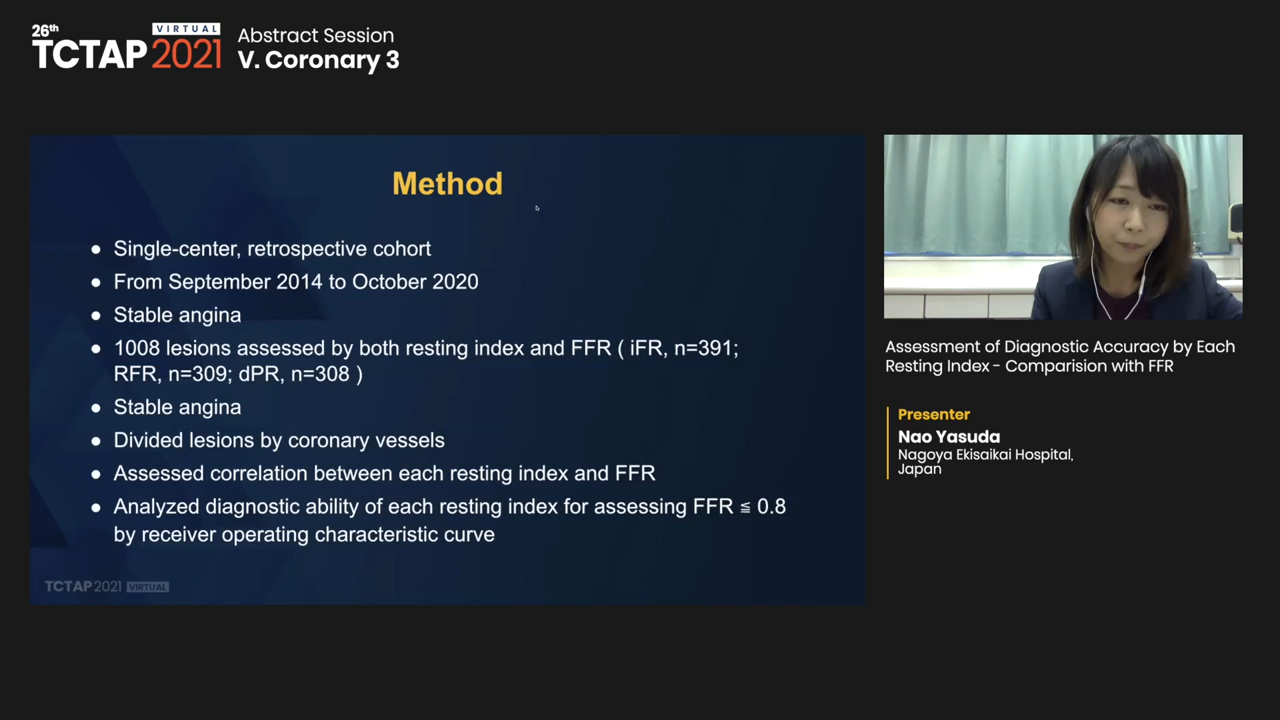 26th
TCTAP 2021
VIRTUAL
Abstract Session
V. Coronary 3
Method
● Single-center, retrospective cohort
● From September 2014 to October 2020
● Stable angina
● 1008 lesions assessed by both resting index and FFR ( iFR, n=391;
RFR, n=309; dPR, n=308 )
● Stable angina
● Divided lesions by coronary vessels
● Assessed correlation between each resting index and FFR
● Analyzed diagnostic ability of each resting index for assessing FFR ≦ 0.8
by receiver operating characteristic curve
TCTAP 2021 VIRTUAL
Assessment of Diagnostic Accuracy by Each
Resting Index - Comparision with FFR
Presenter
Nao Yasuda
Nagoya Ekisaikai Hospital,
Japan